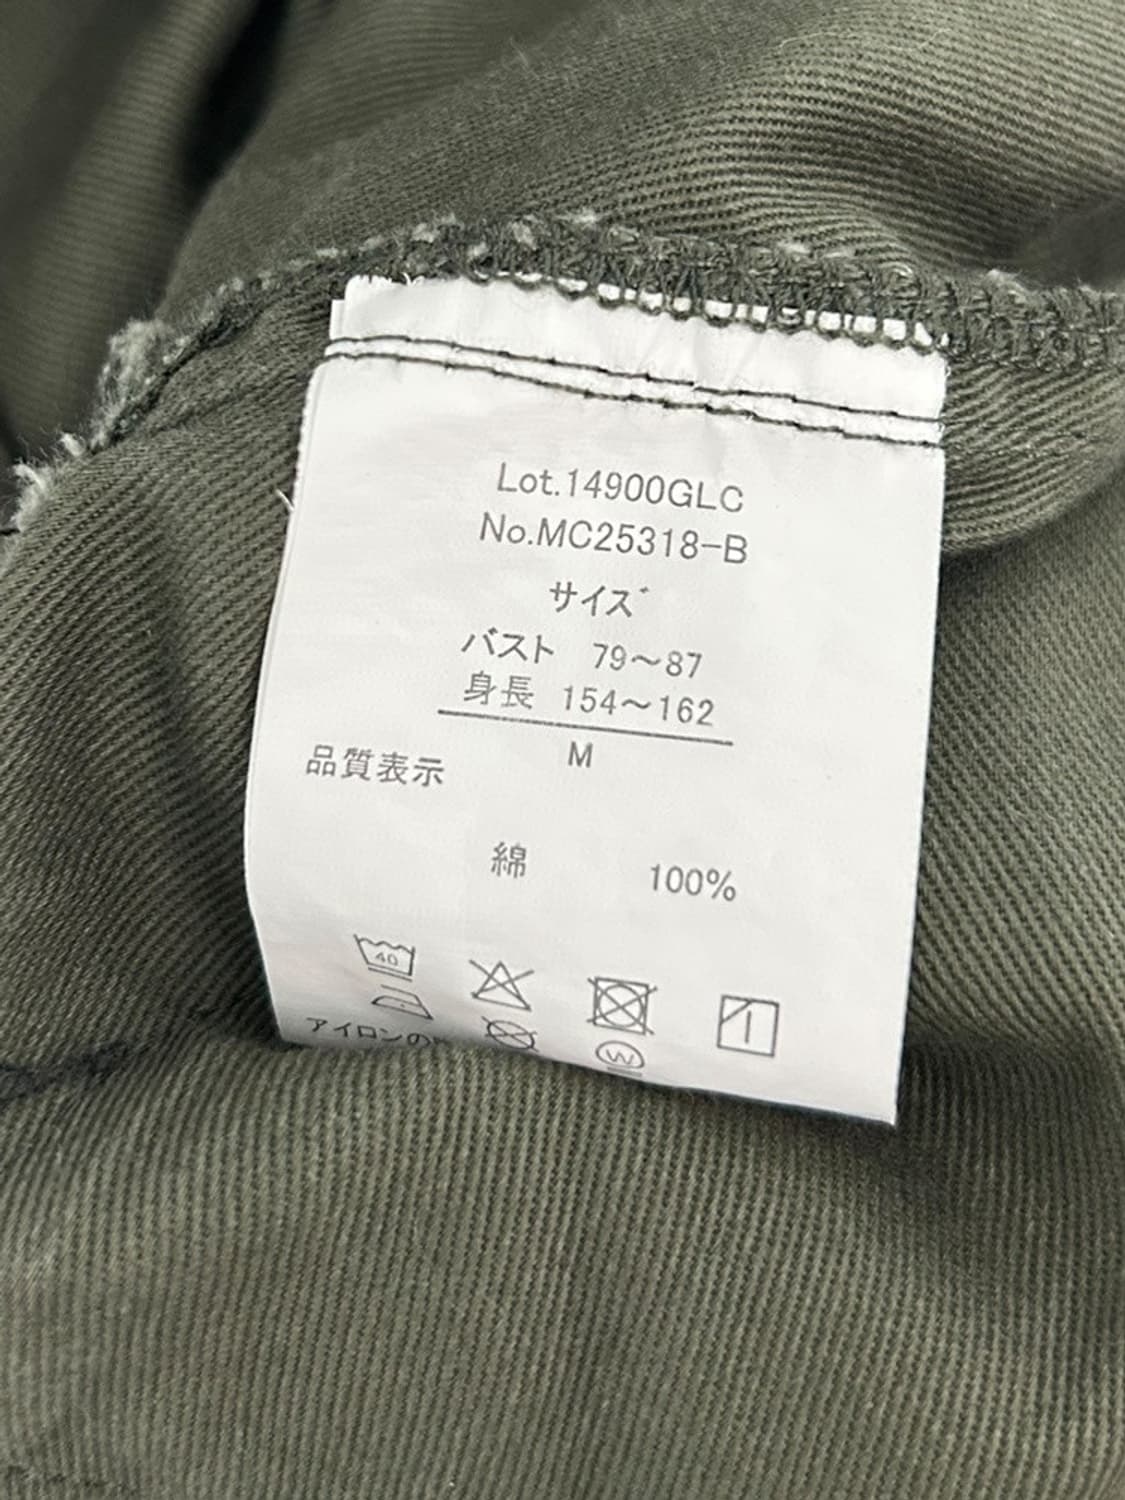 Lot.14900GLC
No.MC25318-B
サイズ
バスト 79～87
身長 154～162
M
品質表示
綿 100%
40
W
アイロンの